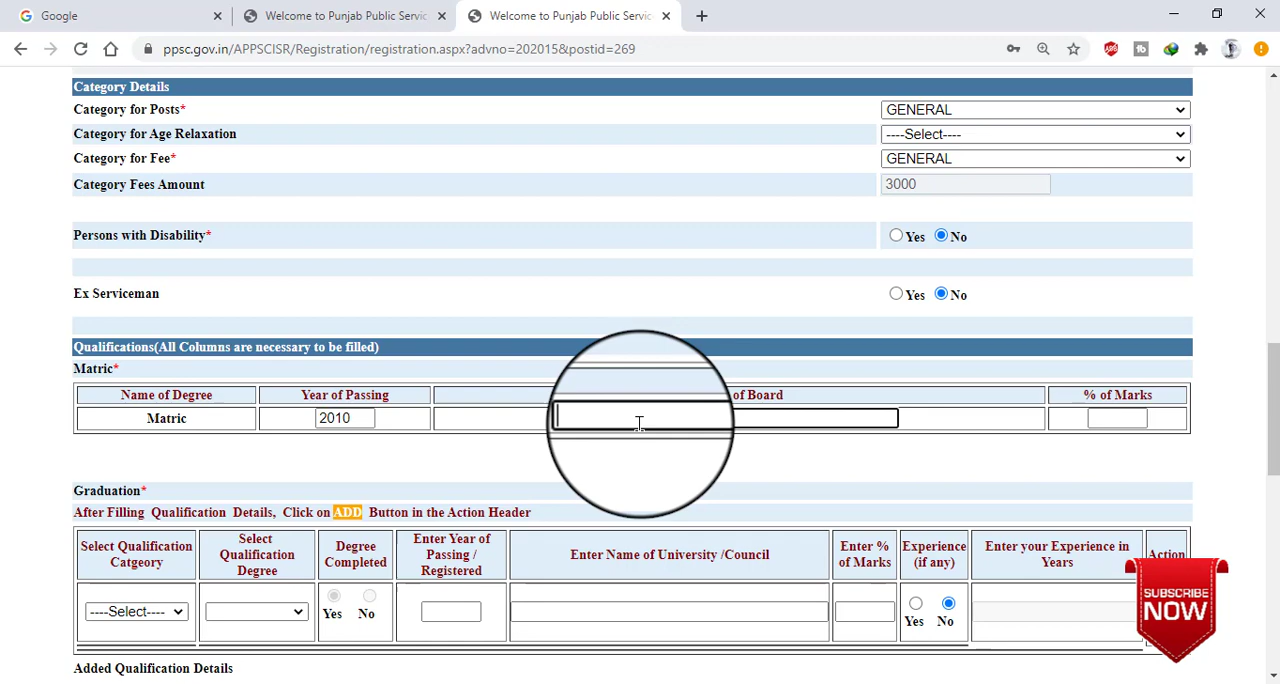 Google
Welcome to Punjab Public Servic
Welcome to Punjab Public Servic
ppsc.gov.in/APPSCISR/Registration/registration.aspx?advno=202015&postid=269
Category Details
Category for Posts* GENERAL
Category for Age Relaxation ----Select----
Category for Fee* GENERAL
Category Fees Amount 3000
Persons with Disability* Yes No
Ex Serviceman Yes No
Qualifications(All Columns are necessary to be filled)
Matric*
Name of Degree Year of Passing of Board % of Marks
Matric 2010
Graduation*
After Filling Qualification Details, Click on ADD Button in the Action Header
Select Qualification Catgeory
Select Qualification Degree
Degree Completed
Enter Year of Passing / Registered
Enter Name of University /Council
Enter % of Marks
Experience (if any)
Enter your Experience in Years
Action
----Select---- Yes No Yes No
Added Qualification Details
SUBSCRIBE
NOW